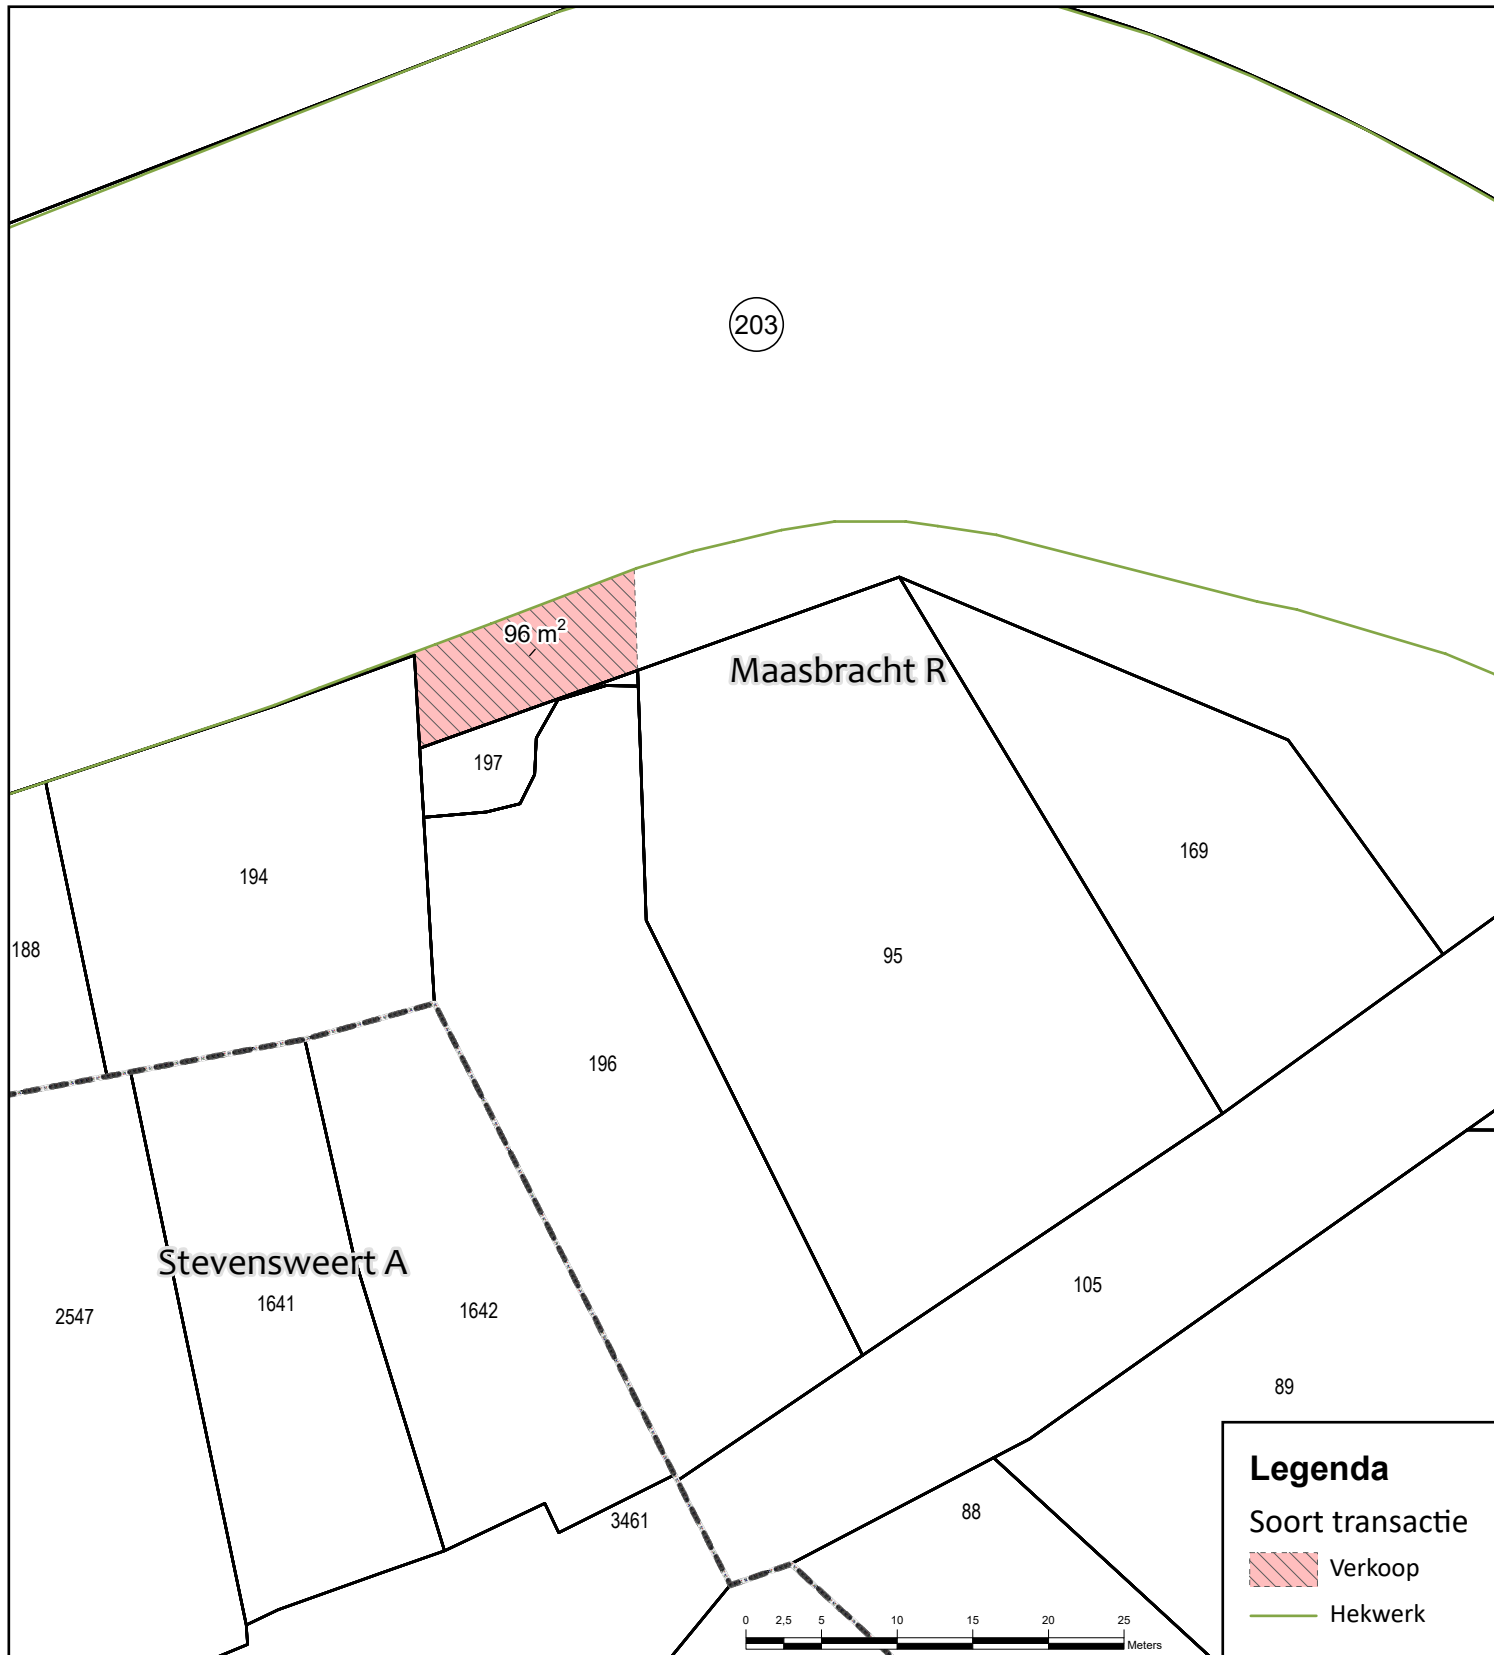 203
96 m²
Maasbracht R
197
169
194
188
95
196
Stevensweert A
105
1641
1642
2547
89
3461
88
Legenda
Soort transactie
Verkoop
Hekwerk
0 2,5 5 10 15 20 25
Meters